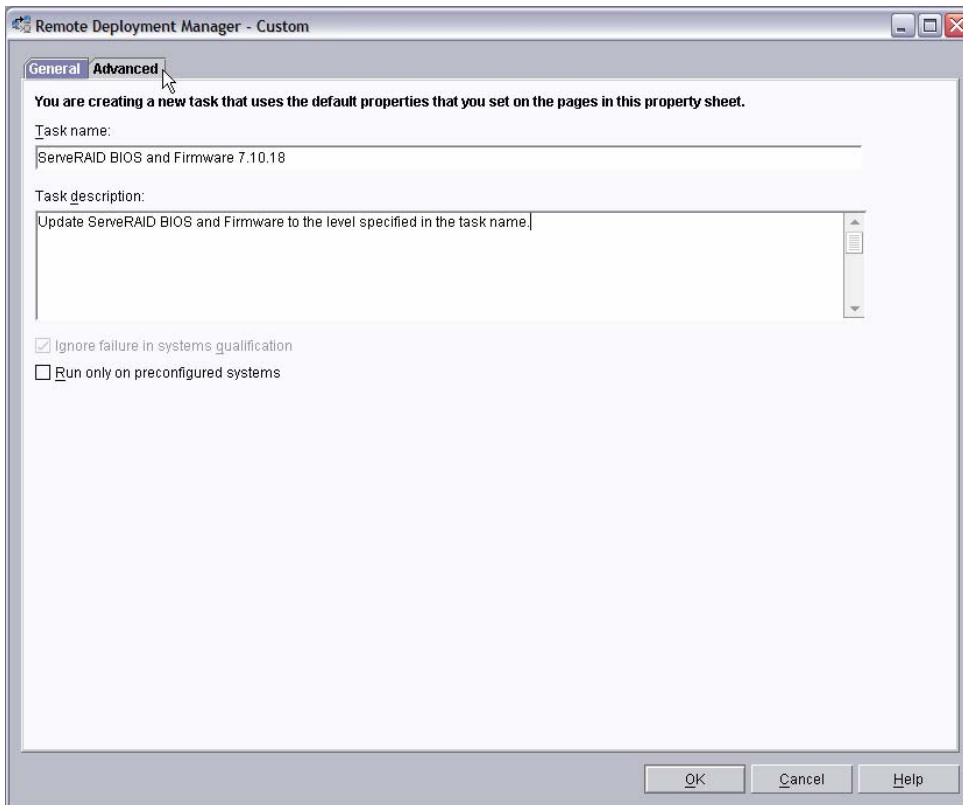 Remote Deployment Manager - Custom
General Advanced
You are creating a new task that uses the default properties that you set on the pages in this property sheet.
Task name:
ServeRAID BIOS and Firmware 7.10.18
Task description:
Update ServeRAID BIOS and Firmware to the level specified in the task name.
Ignore failure in systems qualification
Run only on preconfigured systems
OK Cancel Help